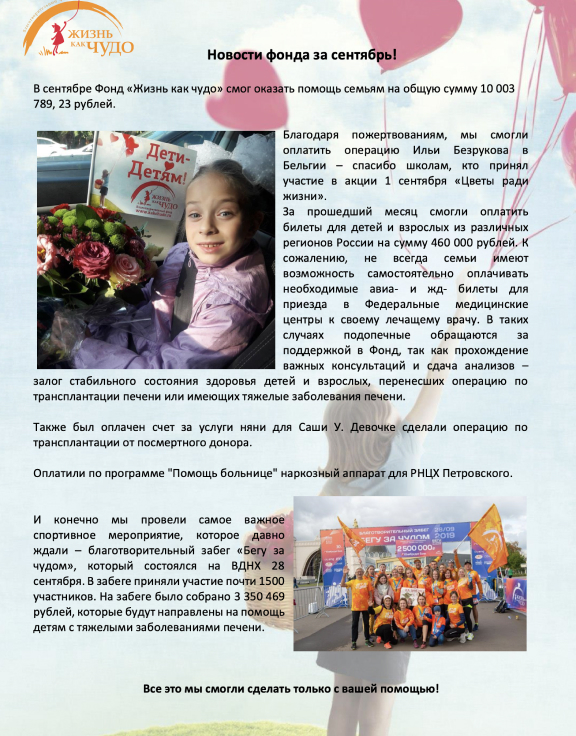 ЖИЗНЬ
КАК ЧУДО
Новости фонда за сентябрь!
В сентябре Фонд «Жизнь как чудо» смог оказать помощь семьям на общую сумму 10 003
789, 23 рублей.
Дети-
Детям!
ЖИЗНЬ
КАК ЧУДО
Благодаря пожертвованиям, мы смогли
оплатить операцию Ильи Безрукова в
Бельгии – спасибо школам, кто принял
участие в акции 1 сентября «Цветы ради
жизни».
За прошедший месяц смогли оплатить
билеты для детей и взрослых из различных
регионов России на сумму 460 000 рублей. К
сожалению, не всегда семьи имеют
возможность самостоятельно оплачивать
необходимые авиа- и жд- билеты для
приезда в Федеральные медицинские
центры к своему лечащему врачу. В таких
случаях подопечные обращаются за
поддержкой в Фонд, так как прохождение
важных консультаций и сдача анализов –
залог стабильного состояния здоровья детей и взрослых, перенесших операцию по
трансплантации печени или имеющих тяжелые заболевания печени.
Также был оплачен счет за услуги няни для Саши У. Девочке сделали операцию по
трансплантации от посмертного донора.
Оплатили по программе "Помощь больнице" наркозный аппарат для РНЦХ Петровского.
И конечно мы провели самое важное
спортивное мероприятие, которое давно
ждали – благотворительный забег «Бегу за
чудом», который состоялся на ВДНХ 28
сентября. В забеге приняли участие почти 1500
участников. На забеге было собрано 3 350 469
рублей, которые будут направлены на помощь
детям с тяжелыми заболеваниями печени.
БЛАГОТВОРИТЕЛЬНЫЙ ЗАБЕГ
БЕГУ ЗА ЧУДОМ
28/09
2019
2 500 000
Все это мы смогли сделать только с вашей помощью!